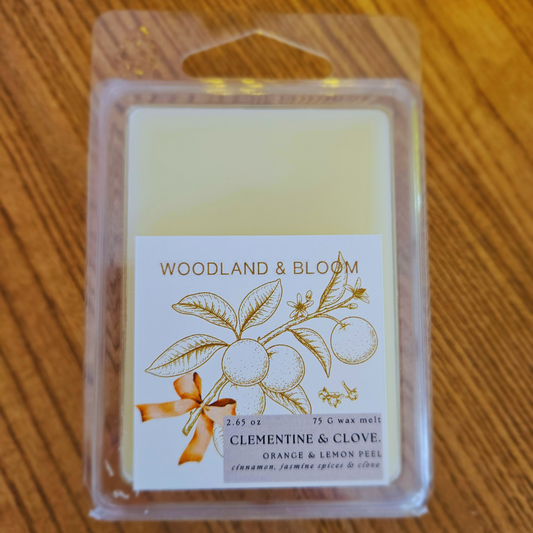 WOODLAND & BLOOM
2.65 oz 75 G wax melt
CLEMENTINE & CLOVE.
ORANGE & LEMON PEEL
cinnamon, jasmine spices & clove